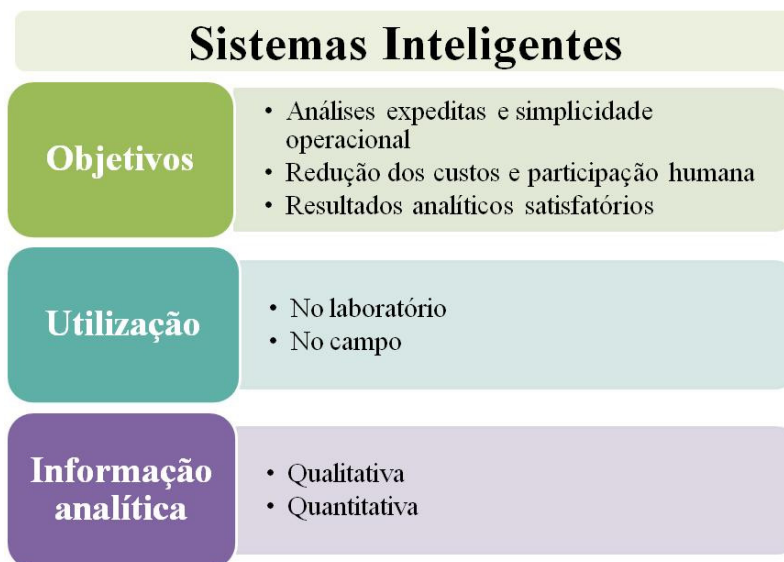 Sistemas Inteligentes
Objetivos
• Análises expeditas e simplicidade
operacional
• Redução dos custos e participação humana
• Resultados analíticos satisfatórios
Utilização
• No laboratório
• No campo
Informação
analítica
• Qualitativa
• Quantitativa